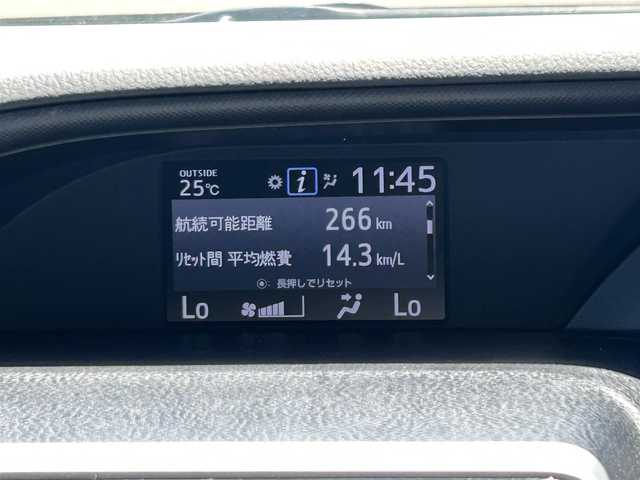 OUTSIDE
25℃ i 11:45
航続可能距離 266 km
ﾘｾｯﾄ間 平均燃費 14.3 km/L
◉: 長押しでリセット
Lo Lo